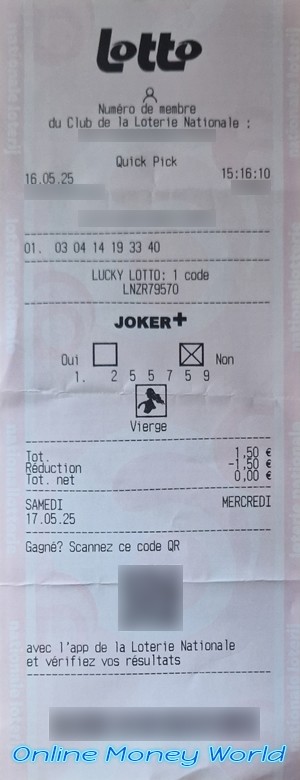 Lotto
Numéro de membre
du Club de la Loterie Nationale :
Quick Pick
16.05.25 15:16:10
01. 03 04 14 19 33 40
LUCKY LOTTO: 1 code
LNZR79570
JOKER+
Oui Non
1. 2 5 5 7 5 9
Vierge
Tot. 1,50 €
Réduction -1,50 €
Tot. net 0,00 €
SAMEDI MERCREDI
17.05.25
Gagné? Scannez ce code QR
avec l'app de la Loterie Nationale
et vérifiez vos résultats
Online Money World